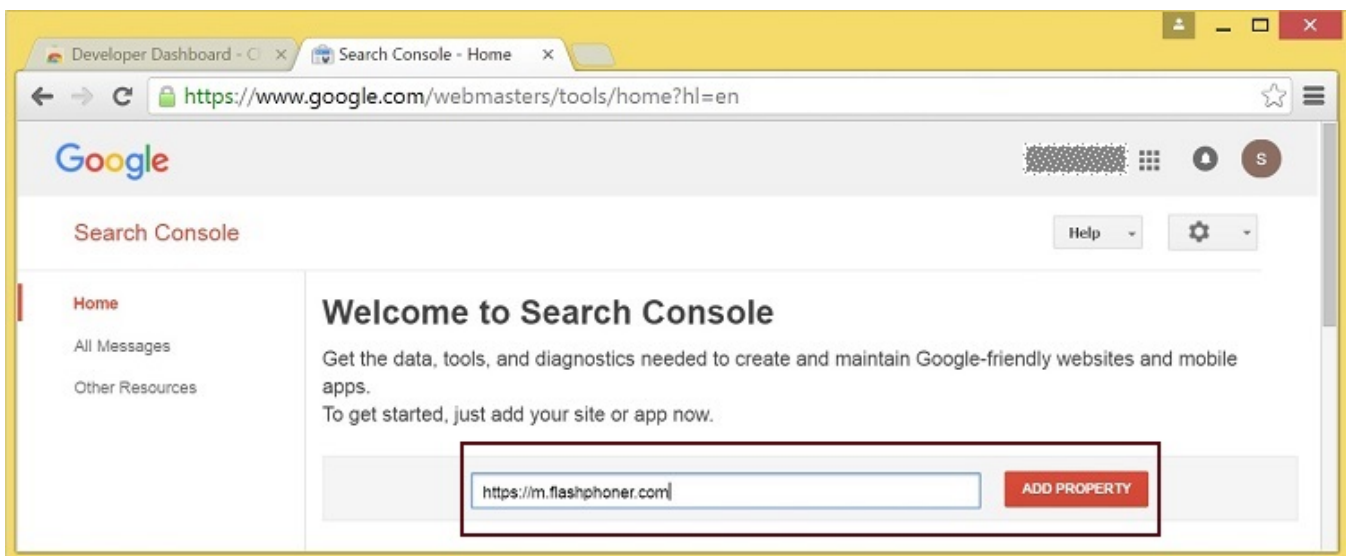 Developer Dashboard - Cl
Search Console - Home
https://www.google.com/webmasters/tools/home?hl=en
Google
S
Search Console
Help
Home
All Messages
Other Resources
Welcome to Search Console
Get the data, tools, and diagnostics needed to create and maintain Google-friendly websites and mobile
apps.
To get started, just add your site or app now.
https://m.flashphoner.com
ADD PROPERTY